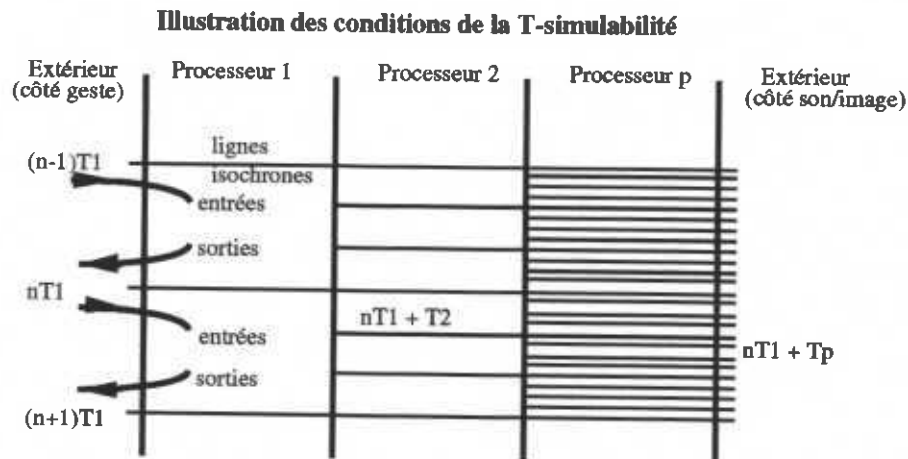 Illustration des conditions de la T-simulabilité
Extérieur
(côté geste)
Processeur 1
Processeur 2
Processeur p
Extérieur
(côté son/image)
(n-1)T1
lignes
isochrones
entrées
sorties
nT1
nT1 + T2
entrées
nT1 + Tp
sorties
(n+1)T1